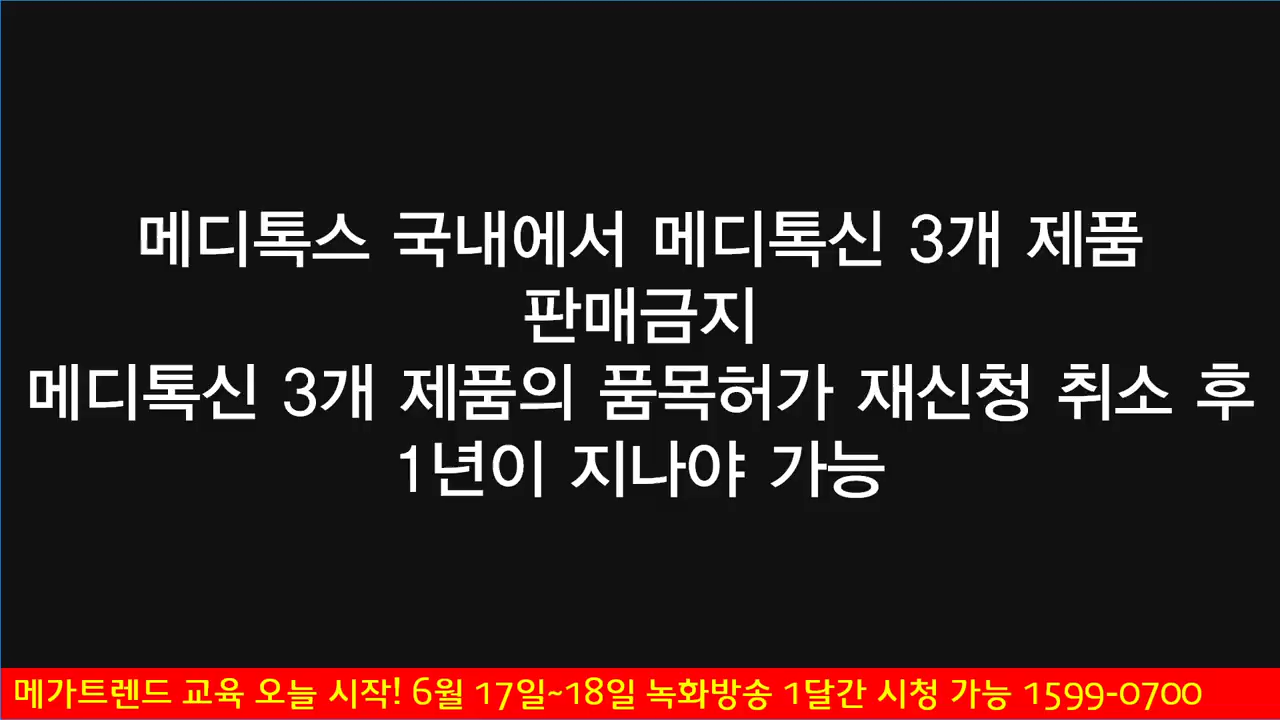 메디톡스 국내에서 메디톡신 3개 제품
판매금지
메디톡신 3개 제품의 품목허가 재신청 취소 후
1년이 지나야 가능
메가트렌드 교육 오늘 시작! 6월 17일~18일 녹화방송 1달간 시청 가능 1599-0700